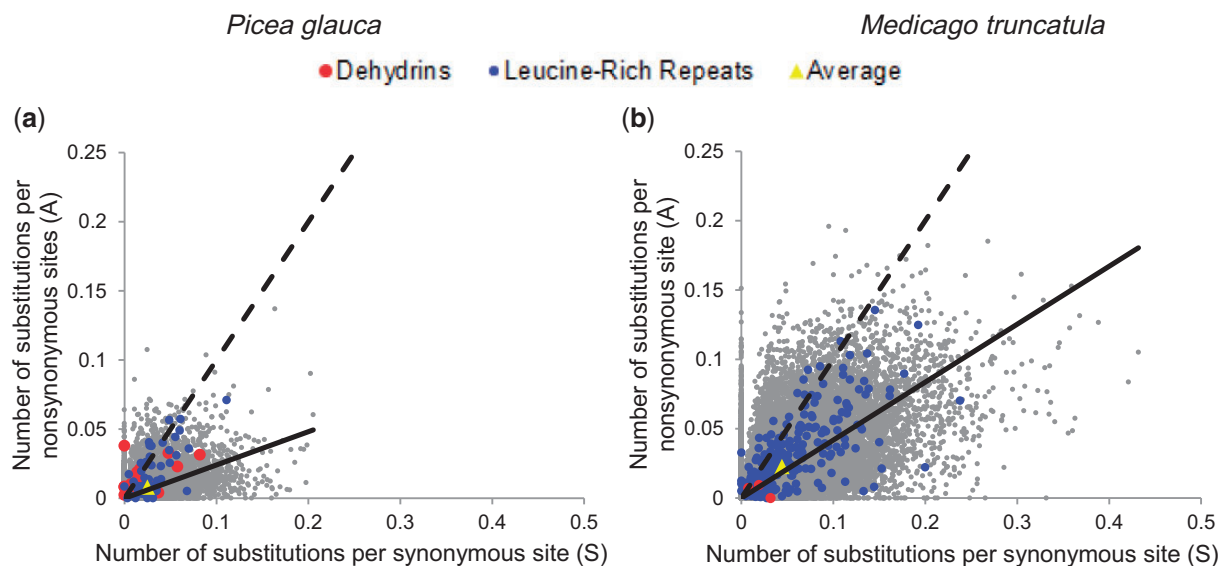 Picea glauca
Medicago truncatula
Dehydrins
Leucine-Rich Repeats
Average
(a)
Number of substitutions per
nonsynonymous sites (A)
0.25
0.2
0.15
0.1
0.05
0
0
0.1
0.2
0.3
0.4
0.5
Number of substitutions per synonymous site (S)
(b)
Number of substitutions per
nonsynonymous site (A)
0.25
0.2
0.15
0.1
0.05
0
0
0.1
0.2
0.3
0.4
0.5
Number of substitutions per synonymous site (S)